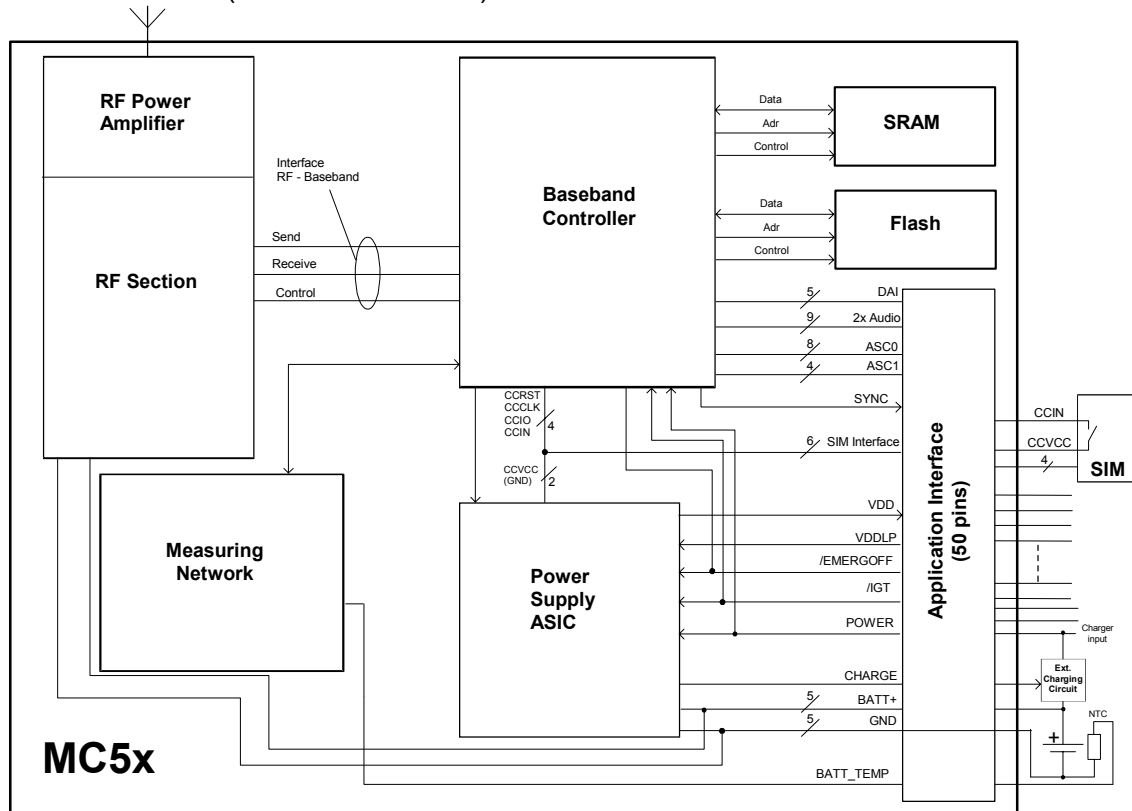 RF Power
Amplifier
RF Section
Interface
RF - Baseband
Send
Receive
Control
Baseband
Controller
Data
Adr
Control
SRAM
Data
Adr
Control
Flash
5
DAI
9
2x Audio
8
ASC0
4
ASC1
SYNC
CCRST
CCCLK
CCIO
CCIN
4
6
SIM Interface
CCVCC
(GND)
2
CCIN
CCVCC
4
SIM
Application Interface
(50 pins)
Measuring
Network
Power
Supply
ASIC
VDD
VDDLP
/EMERGOFF
/IGT
POWER
CHARGE
5
BATT+
5
GND
BATT_TEMP
Charger
input
Ext.
Charging
Circuit
NTC
+
MC5x